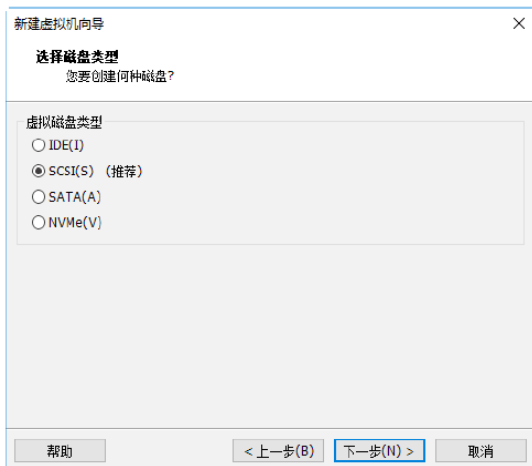 新建虚拟机向导
选择磁盘类型
您要创建何种磁盘?
虚拟磁盘类型
IDE(I)
SCSI(S) （推荐）
SATA(A)
NVMe(V)
帮助 < 上一步(B) 下一步(N) > 取消